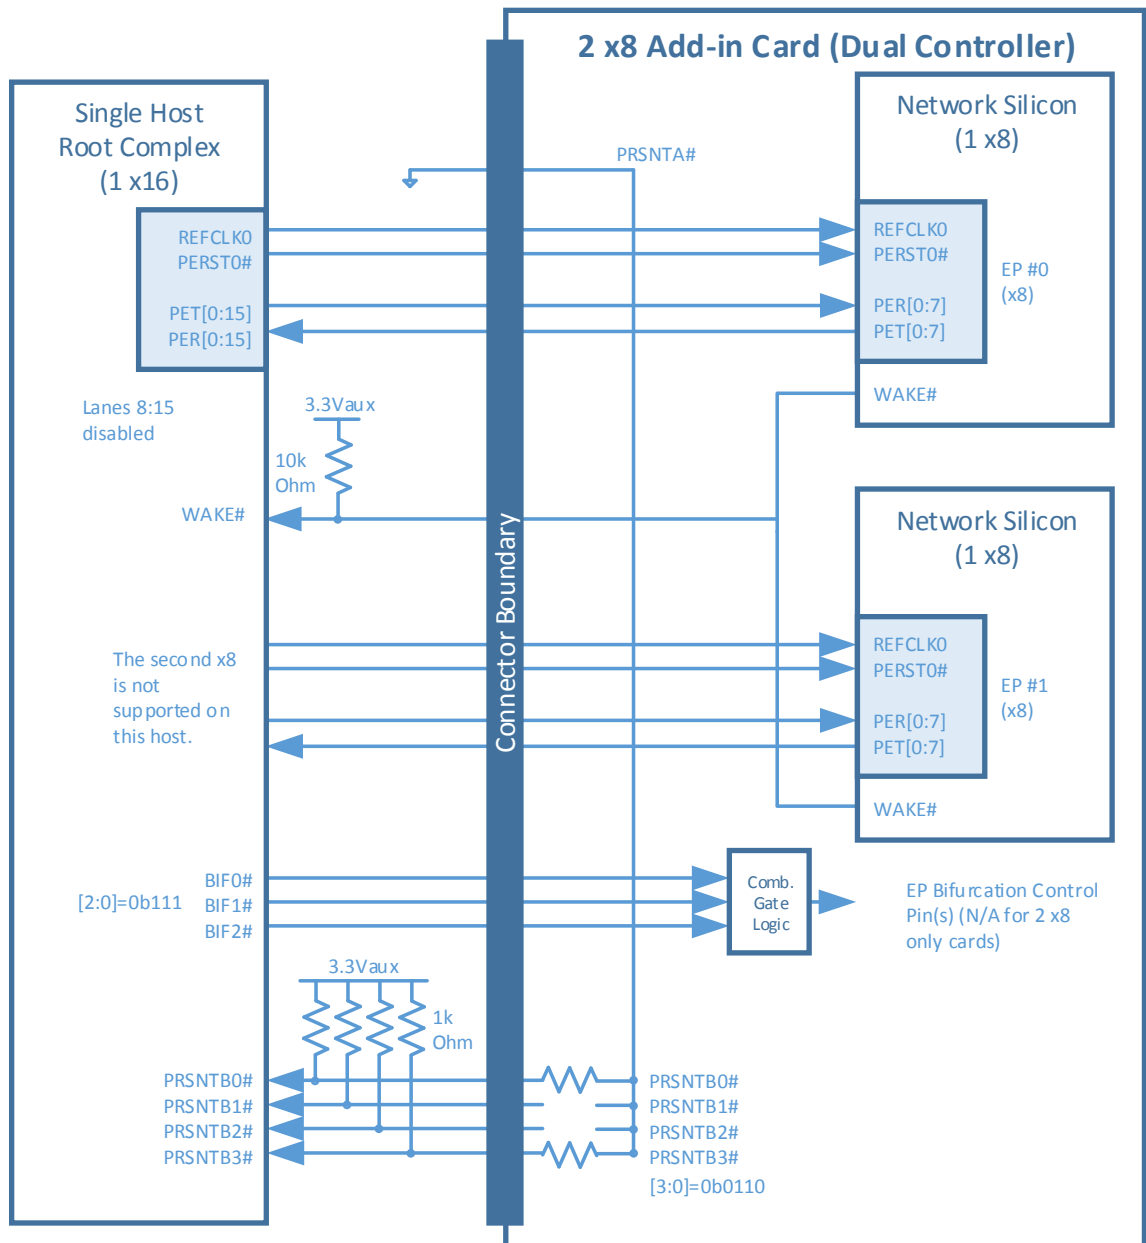 2 x8 Add-in Card (Dual Controller)
Single Host
Root Complex
(1 x16)
REFCLK0
PERST0#
PET[0:15]
PER[0:15]
Lanes 8:15
disabled
3.3Vaux
10k
Ohm
WAKE#
The second x8
is not
supported on
this host.
[2:0]=0b111
BIF0#
BIF1#
BIF2#
3.3Vaux
1k
Ohm
PRSNTB0#
PRSNTB1#
PRSNTB2#
PRSNTB3#
Connector Boundary
PRSNTA#
Network Silicon
(1 x8)
REFCLK0
PERST0#
PER[0:7]
PET[0:7]
EP #0
(x8)
WAKE#
Network Silicon
(1 x8)
REFCLK0
PERST0#
PER[0:7]
PET[0:7]
EP #1
(x8)
WAKE#
Comb.
Gate
Logic
EP Bifurcation Control
Pin(s) (N/A for 2 x8
only cards)
PRSNTB0#
PRSNTB1#
PRSNTB2#
PRSNTB3#
[3:0]=0b0110